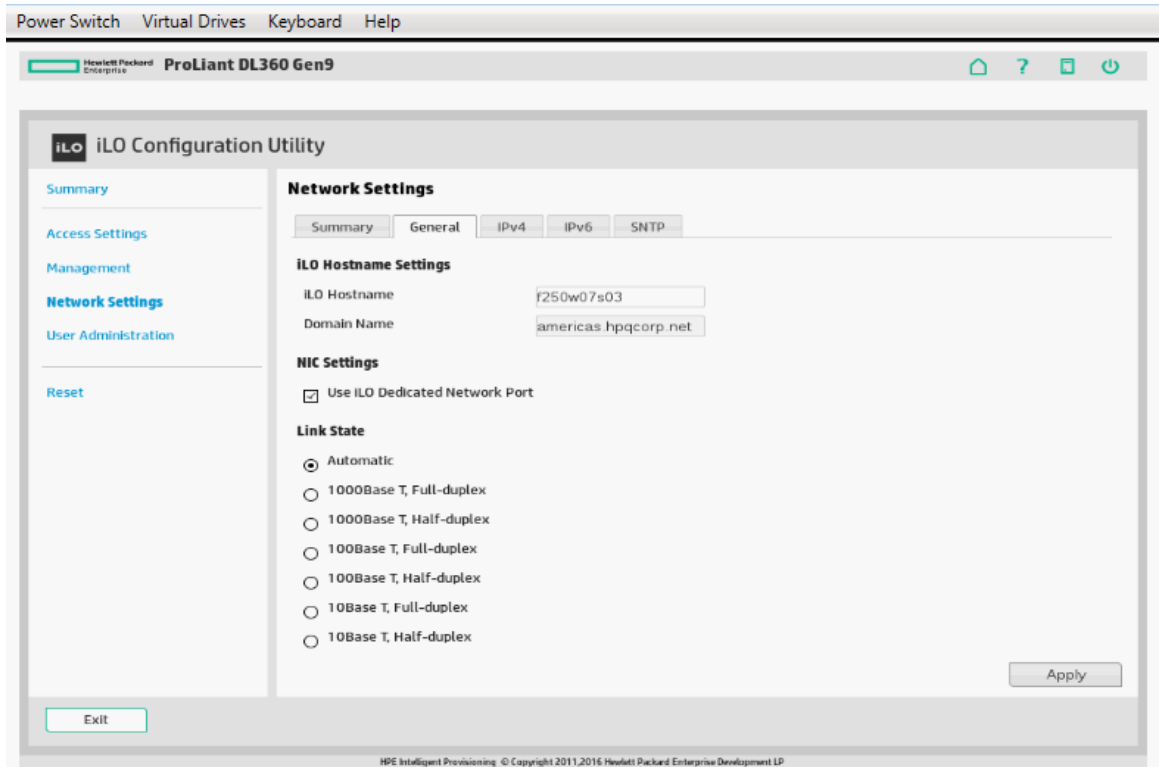 Power Switch Virtual Drives Keyboard Help
Hewlett Packard
Enterprise
ProLiant DL360 Gen9
?
iLO iLO Configuration Utility
Summary
Access Settings
Management
Network Settings
User Administration
Reset
Network Settings
Summary General IPv4 IPv6 SNTP
iLO Hostname Settings
iLO Hostname f250w07s03
Domain Name americas.hpqcorp.net
NIC Settings
Use iLO Dedicated Network Port
Link State
Automatic
1000Base T, Full-duplex
1000Base T, Half-duplex
100Base T, Full-duplex
100Base T, Half-duplex
10Base T, Full-duplex
10Base T, Half-duplex
Apply
Exit
HPE Intelligent Provisioning © Copyright 2011,2016 Hewlett Packard Enterprise Development LP